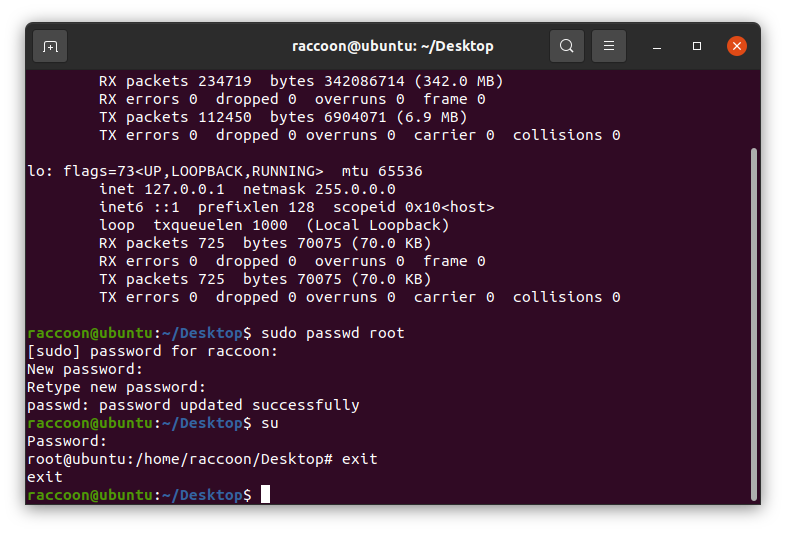 raccoon@ubuntu: ~/Desktop
RX packets 234719  bytes 342086714 (342.0 MB)
RX errors 0  dropped 0  overruns 0  frame 0
TX packets 112450  bytes 6904071 (6.9 MB)
TX errors 0  dropped 0 overruns 0  carrier 0  collisions 0
lo: flags=73<UP,LOOPBACK,RUNNING>  mtu 65536
inet 127.0.0.1  netmask 255.0.0.0
inet6 ::1  prefixlen 128  scopeid 0x10<host>
loop  txqueuelen 1000  (Local Loopback)
RX packets 725  bytes 70075 (70.0 KB)
RX errors 0  dropped 0  overruns 0  frame 0
TX packets 725  bytes 70075 (70.0 KB)
TX errors 0  dropped 0 overruns 0  carrier 0  collisions 0
raccoon@ubuntu:~/Desktop$ sudo passwd root
[sudo] password for raccoon:
New password:
Retype new password:
passwd: password updated successfully
raccoon@ubuntu:~/Desktop$ su
Password:
root@ubuntu:/home/raccoon/Desktop# exit
exit
raccoon@ubuntu:~/Desktop$